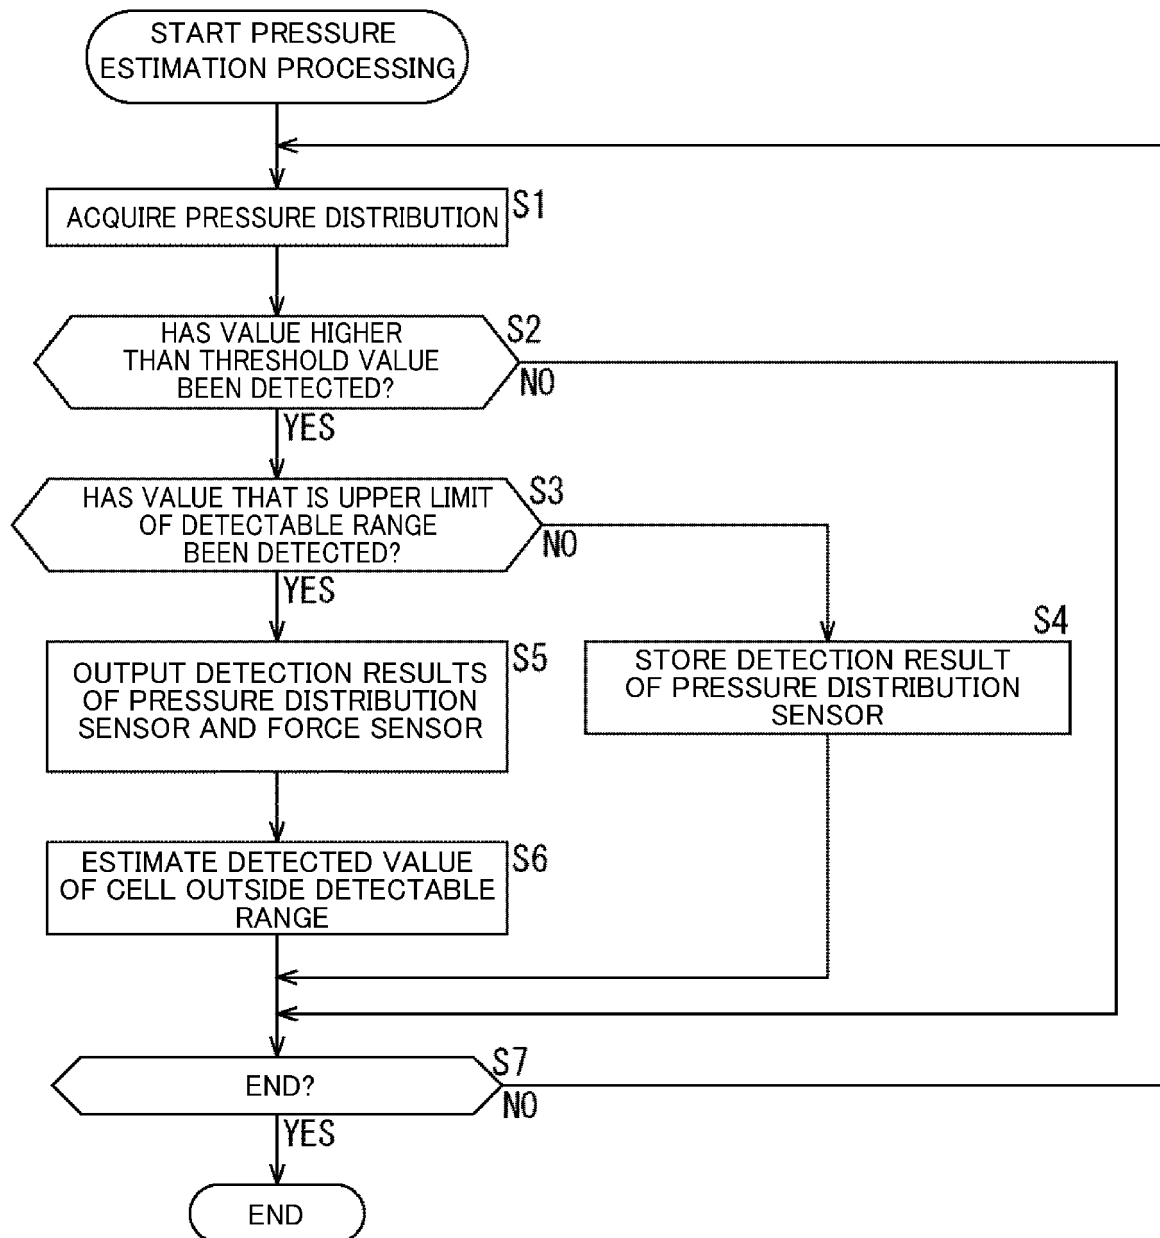 START PRESSURE
ESTIMATION PROCESSING
ACQUIRE PRESSURE DISTRIBUTION
S1
HAS VALUE HIGHER
THAN THRESHOLD VALUE
BEEN DETECTED?
S2
NO
YES
HAS VALUE THAT IS UPPER LIMIT
OF DETECTABLE RANGE
BEEN DETECTED?
S3
NO
YES
S4
STORE DETECTION RESULT
OF PRESSURE DISTRIBUTION
SENSOR
OUTPUT DETECTION RESULTS
OF PRESSURE DISTRIBUTION
SENSOR AND FORCE SENSOR
S5
ESTIMATE DETECTED VALUE
OF CELL OUTSIDE DETECTABLE
RANGE
S6
END?
S7
NO
YES
END